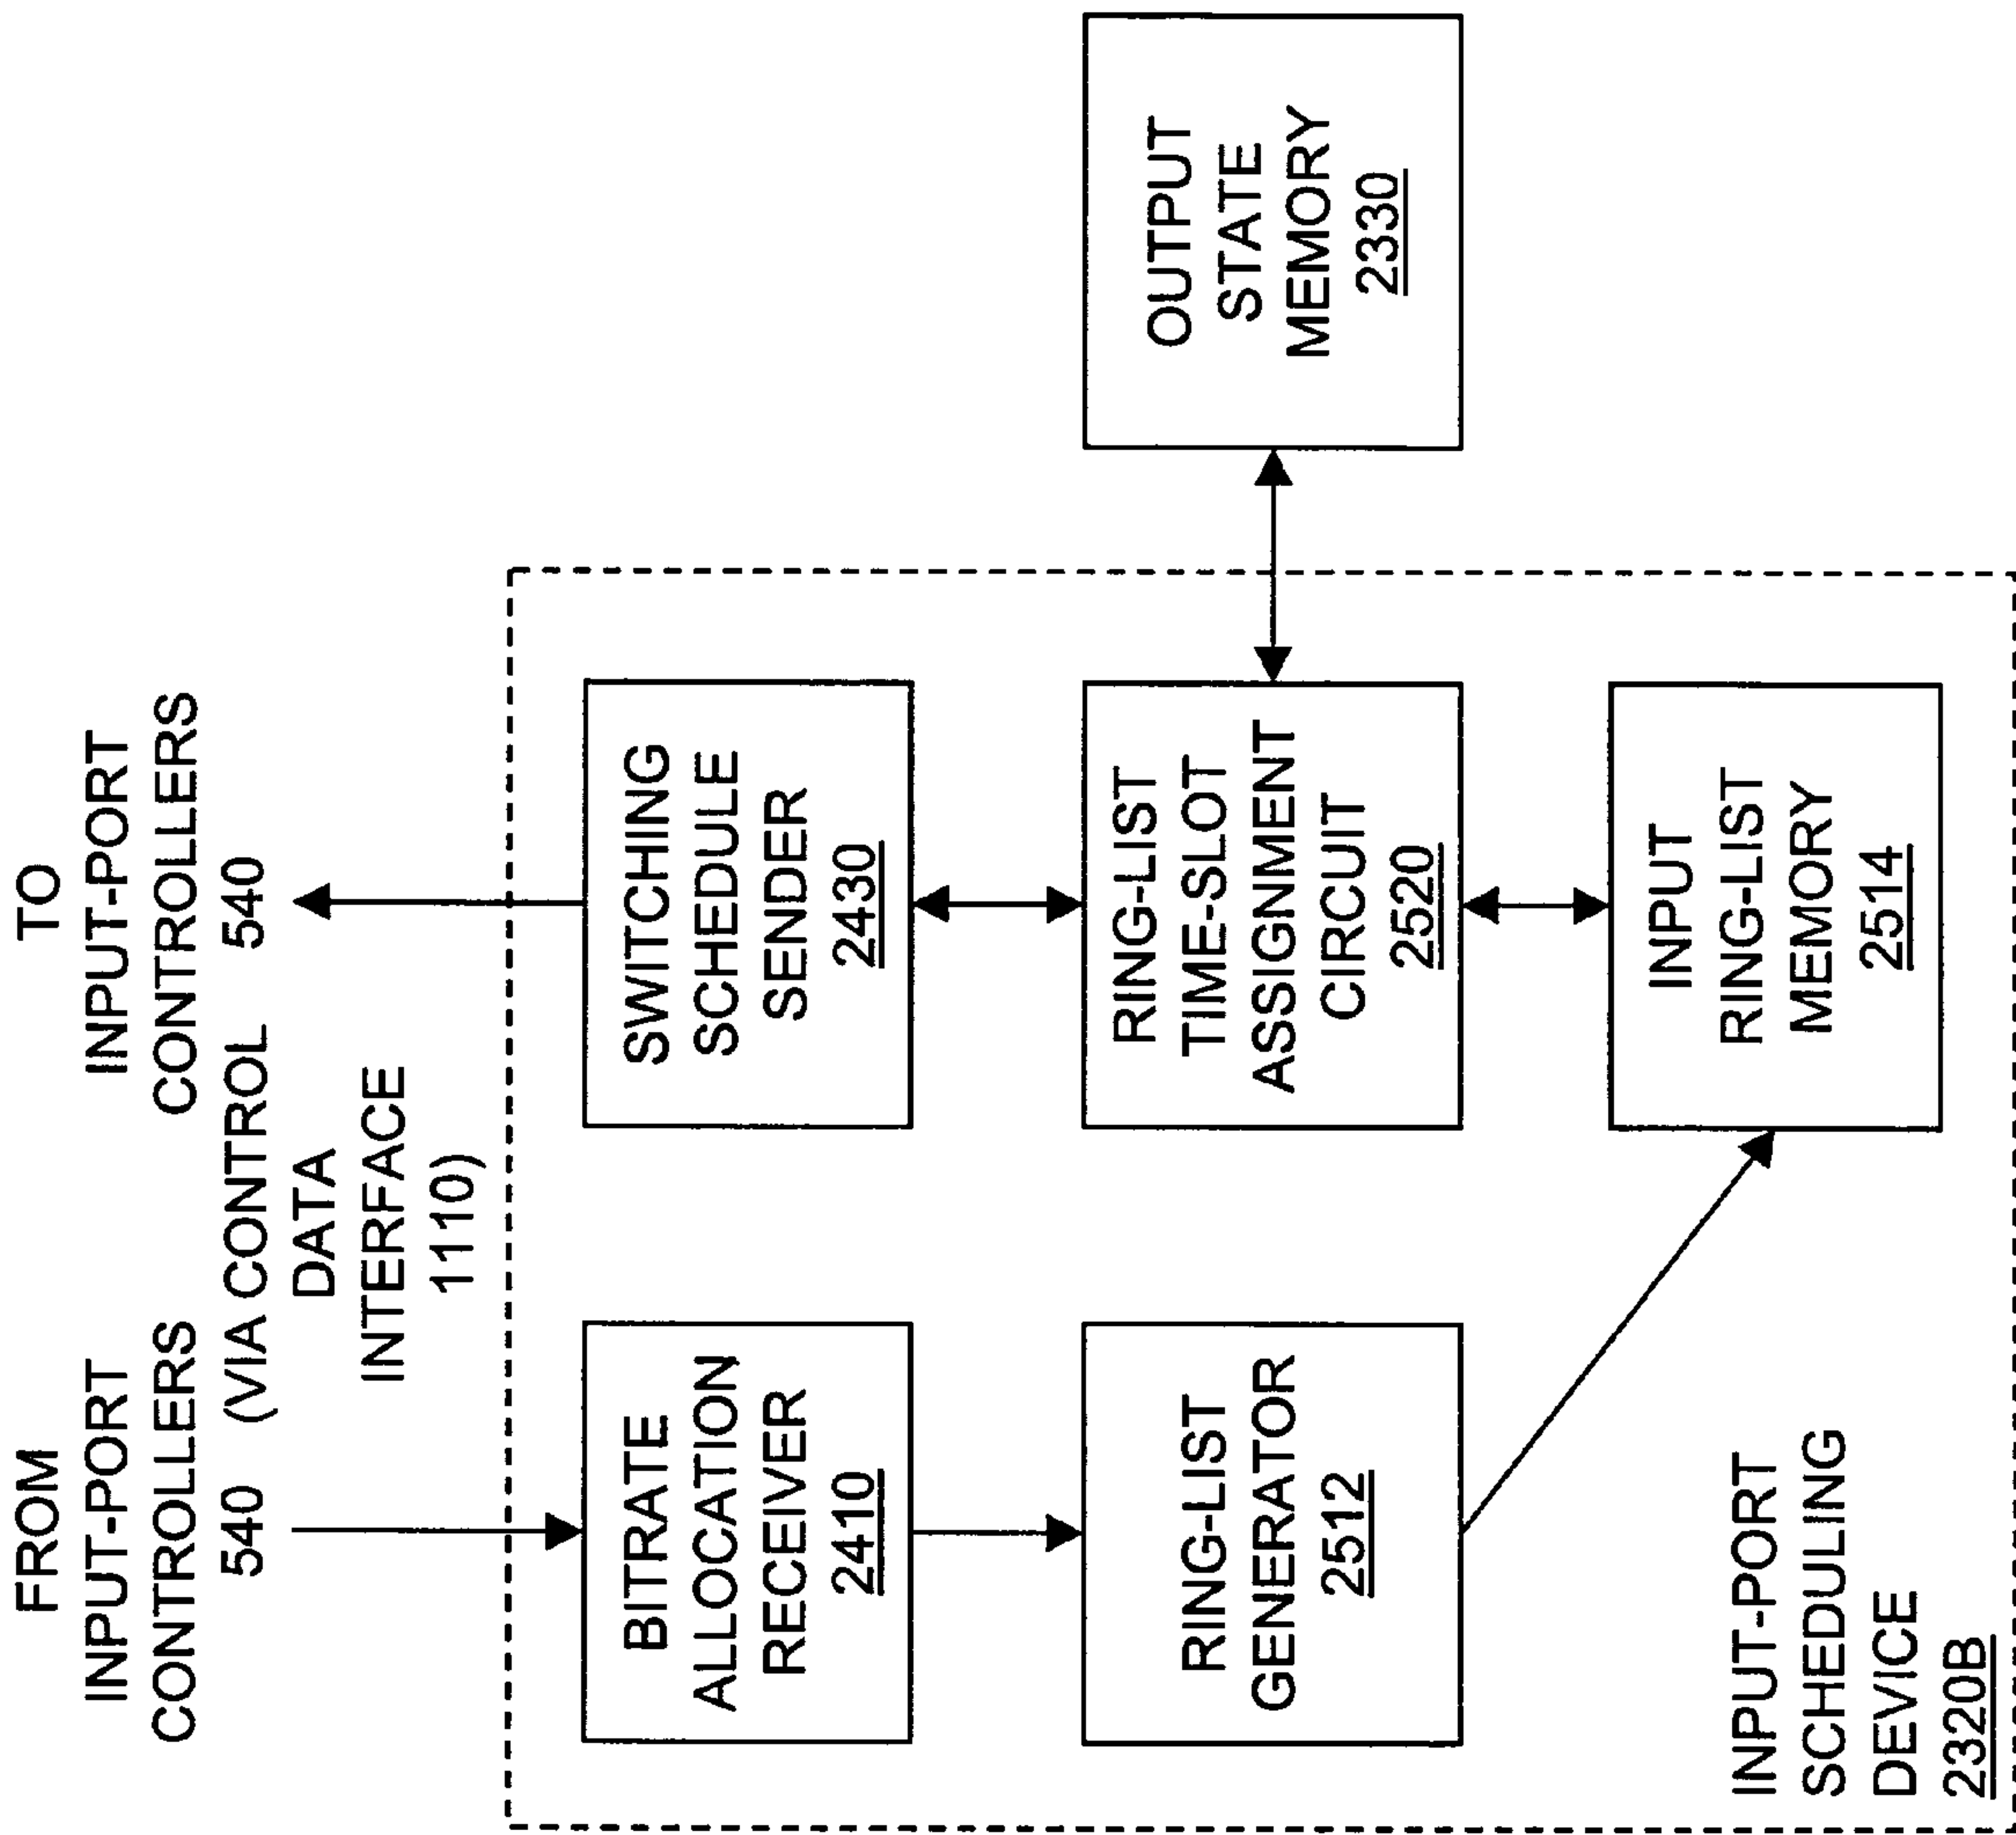 FROM
INPUT-PORT
CONTROLLERS
540 (VIA CONTROL
DATA
INTERFACE
1110)
TO
INPUT-PORT
CONTROLLERS
540
BITRATE
ALLOCATION
RECEIVER
2410
SWITCHING
SCHEDULE
SENDER
2430
RING-LIST
GENERATOR
2512
RING-LIST
TIME-SLOT
ASSIGNMENT
CIRCUIT
2520
OUTPUT
STATE
MEMORY
2330
INPUT
RING-LIST
MEMORY
2514
INPUT-PORT
SCHEDULING
DEVICE
2320B